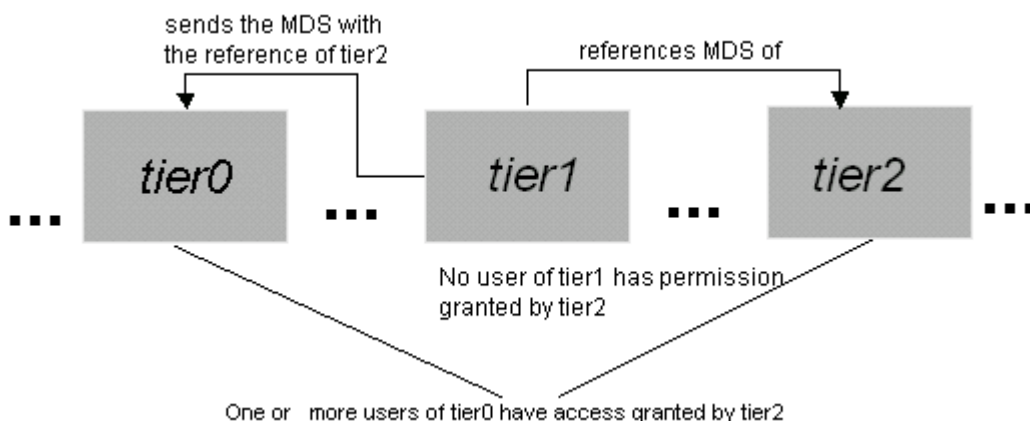 sends the MDS with
the reference of tier2
references MDS of
tier0
tier1
tier2
...
...
...
...
No user of tier1 has permission
granted by tier2
One or more users of tier0 have access granted by tier2